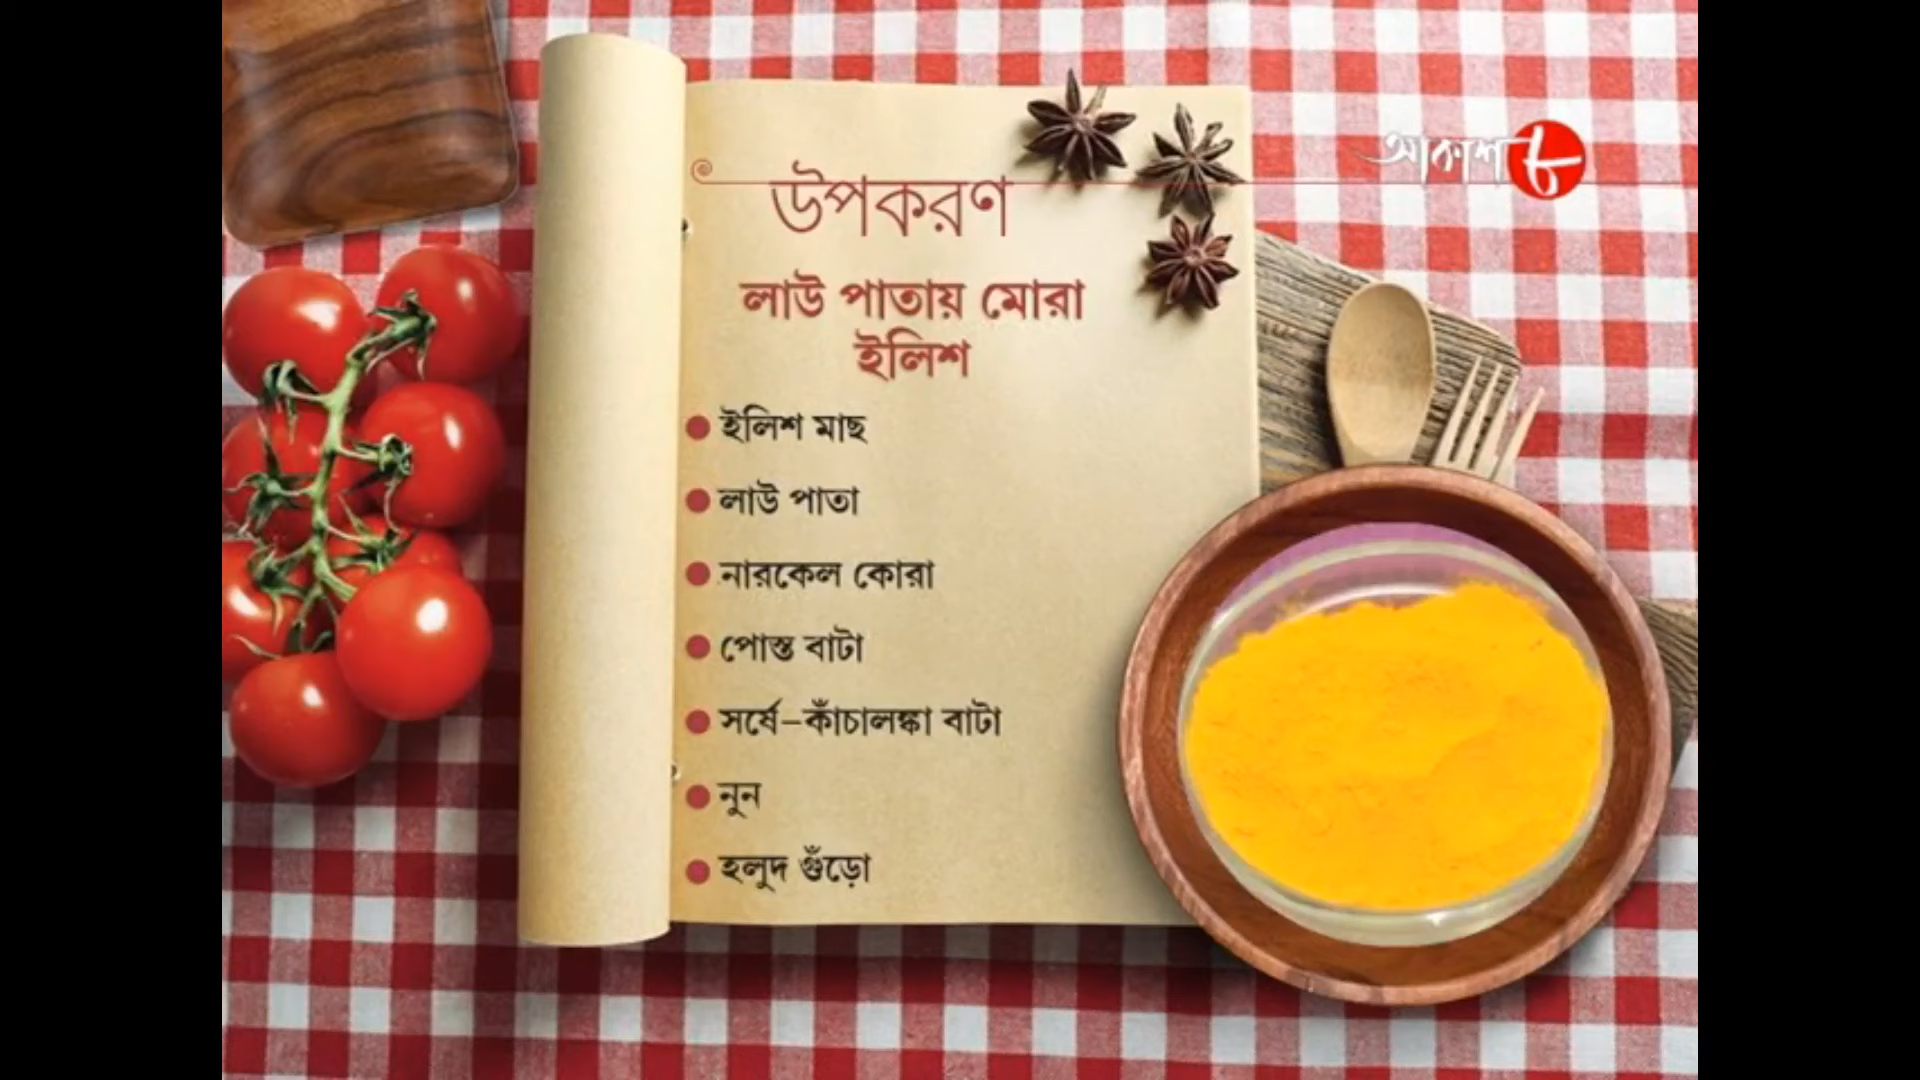 আকাশ ৮
উপকরণ
লাউ পাতায় মোরা
ইলিশ
ইলিশ মাছ
লাউ পাতা
নারকেল কোরা
পোস্ত বাটা
সর্ষে-কাঁচালঙ্কা বাটা
নুন
হলুদ গুঁড়ো